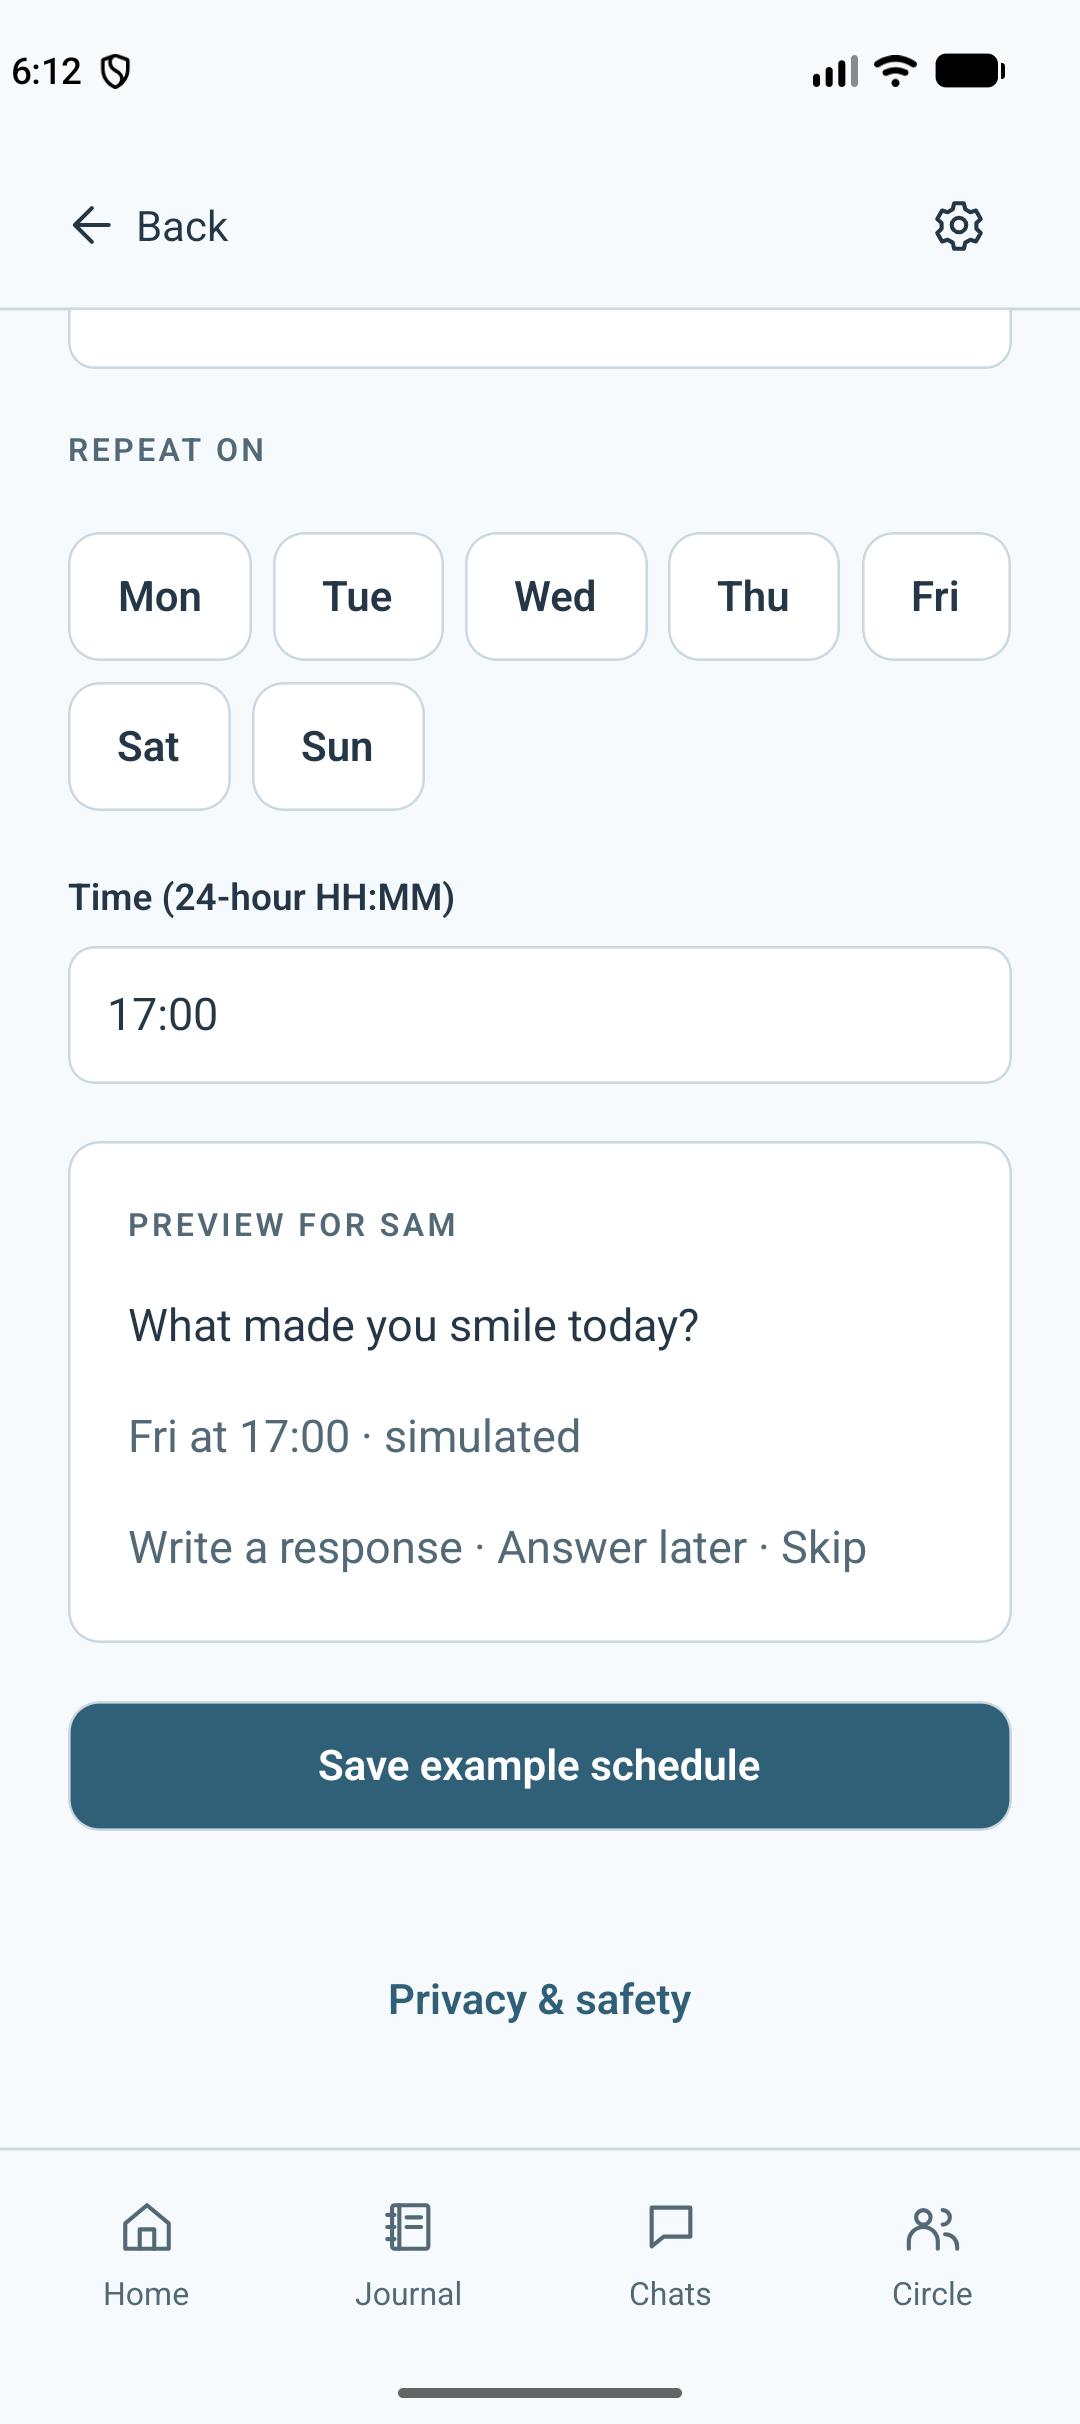 6:12
Back
REPEAT ON
Mon Tue Wed Thu Fri
Sat Sun
Time (24-hour HH:MM)
17:00
PREVIEW FOR SAM
What made you smile today?
Fri at 17:00 · simulated
Write a response · Answer later · Skip
Save example schedule
Privacy & safety
Home Journal Chats Circle